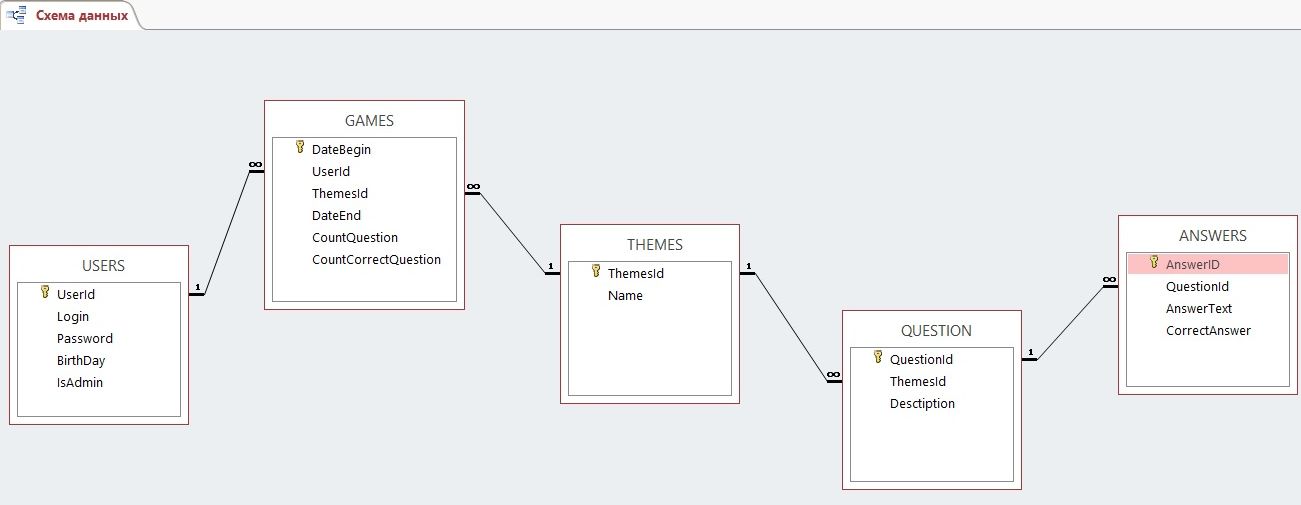 Схема данных
USERS
UserId
Login
Password
BirthDay
IsAdmin
1
∞
GAMES
DateBegin
UserId
ThemesId
DateEnd
CountQuestion
CountCorrectQuestion
∞
1
THEMES
ThemesId
Name
1
∞
QUESTION
QuestionId
ThemesId
Desctiption
1
∞
ANSWERS
AnswerID
QuestionId
AnswerText
CorrectAnswer